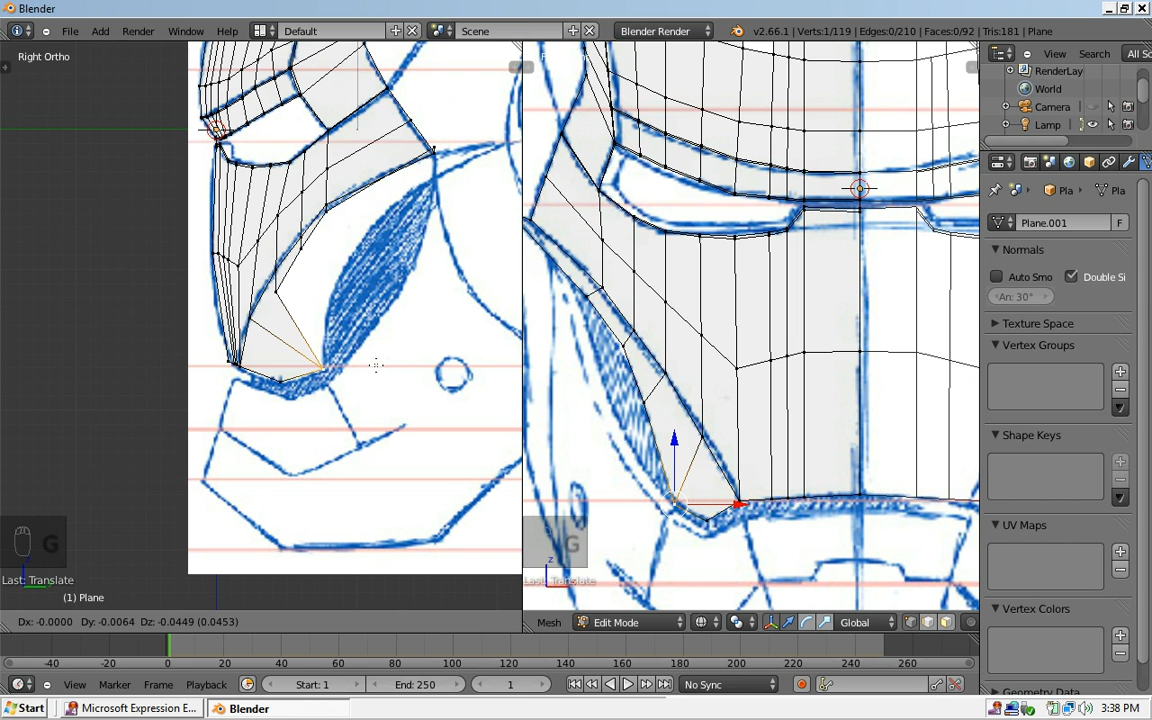 Blender
File Add Render Window Help Default Scene Blender Render v2.66.1 | Verts:1/119 | Edges:0/210 | Faces:0/92 | Tris:181 | Plane
View Search All Sc
Right Ortho
RenderLay
World
Camera
Lamp
Pla Pla
Plane.001 F
Normals
Auto Smo Double Si
An: 30°
Texture Space
Vertex Groups
Shape Keys
UV Maps
Vertex Colors
Geometry Data
G
G
Last: Translate
Last: Translate
(1) Plane
z
Dx: -0.0000 Dy: -0.0064 Dz: -0.0449 (0.0453)
Mesh Edit Mode Global
-40 -20 0 20 40 60 80 100 120 140 160 180 200 220 240 260
View Marker Frame Playback Start: 1 End: 250 1 No Sync
Start Microsoft Expression E... Blender 3:38 PM